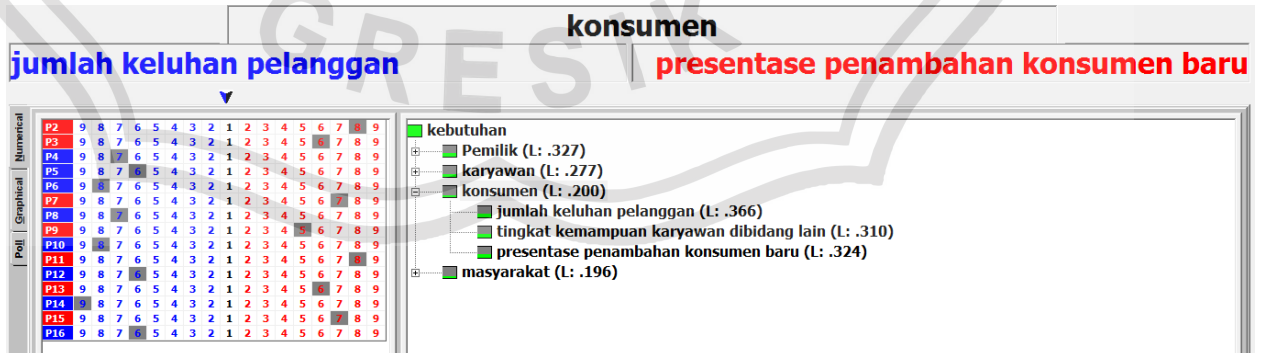 konsumen
jumlah keluhan pelanggan
presentase penambahan konsumen baru
GRESIK
Numerical
Graphical
Poll
P2 9 8 7 6 5 4 3 2 1 2 3 4 5 6 7 8 9
P3 9 8 7 6 5 4 3 2 1 2 3 4 5 6 7 8 9
P4 9 8 7 6 5 4 3 2 1 2 3 4 5 6 7 8 9
P5 9 8 7 6 5 4 3 2 1 2 3 4 5 6 7 8 9
P6 9 8 7 6 5 4 3 2 1 2 3 4 5 6 7 8 9
P7 9 8 7 6 5 4 3 2 1 2 3 4 5 6 7 8 9
P8 9 8 7 6 5 4 3 2 1 2 3 4 5 6 7 8 9
P9 9 8 7 6 5 4 3 2 1 2 3 4 5 6 7 8 9
P10 9 8 7 6 5 4 3 2 1 2 3 4 5 6 7 8 9
P11 9 8 7 6 5 4 3 2 1 2 3 4 5 6 7 8 9
P12 9 8 7 6 5 4 3 2 1 2 3 4 5 6 7 8 9
P13 9 8 7 6 5 4 3 2 1 2 3 4 5 6 7 8 9
P14 9 8 7 6 5 4 3 2 1 2 3 4 5 6 7 8 9
P15 9 8 7 6 5 4 3 2 1 2 3 4 5 6 7 8 9
P16 9 8 7 6 5 4 3 2 1 2 3 4 5 6 7 8 9
kebutuhan
Pemilik (L: .327)
karyawan (L: .277)
konsumen (L: .200)
jumlah keluhan pelanggan (L: .366)
tingkat kemampuan karyawan dibidang lain (L: .310)
presentase penambahan konsumen baru (L: .324)
masyarakat (L: .196)